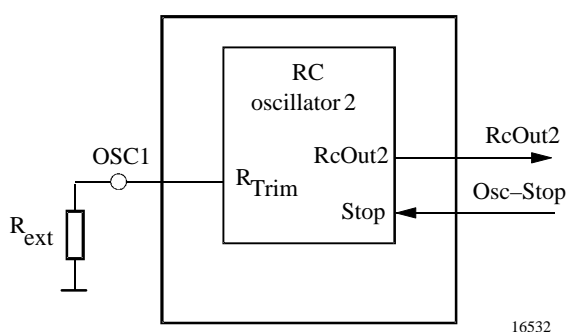 RC
oscillator 2
RcOut2
RcOut2
OSC1
RTrim
Osc–Stop
Stop
Rext
16532